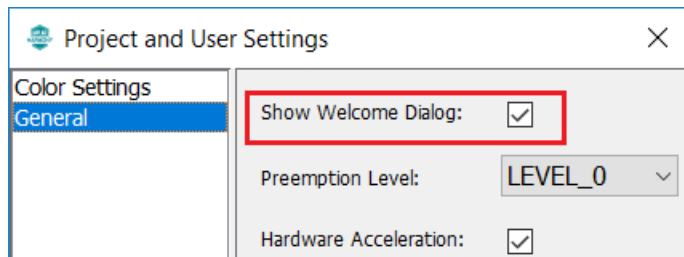 Project and User Settings
Color Settings
General
Show Welcome Dialog:
Preemption Level:
LEVEL_0
Hardware Acceleration: